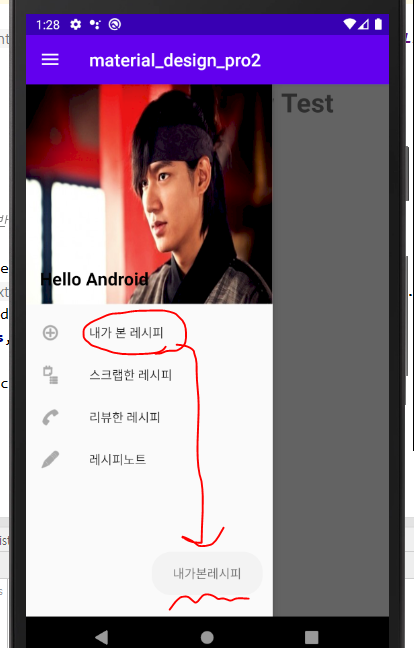 1:28
material_design_pro2
Test
Hello Android
내가 본 레시피
스크랩한 레시피
리뷰한 레시피
레시피노트
내가본레시피